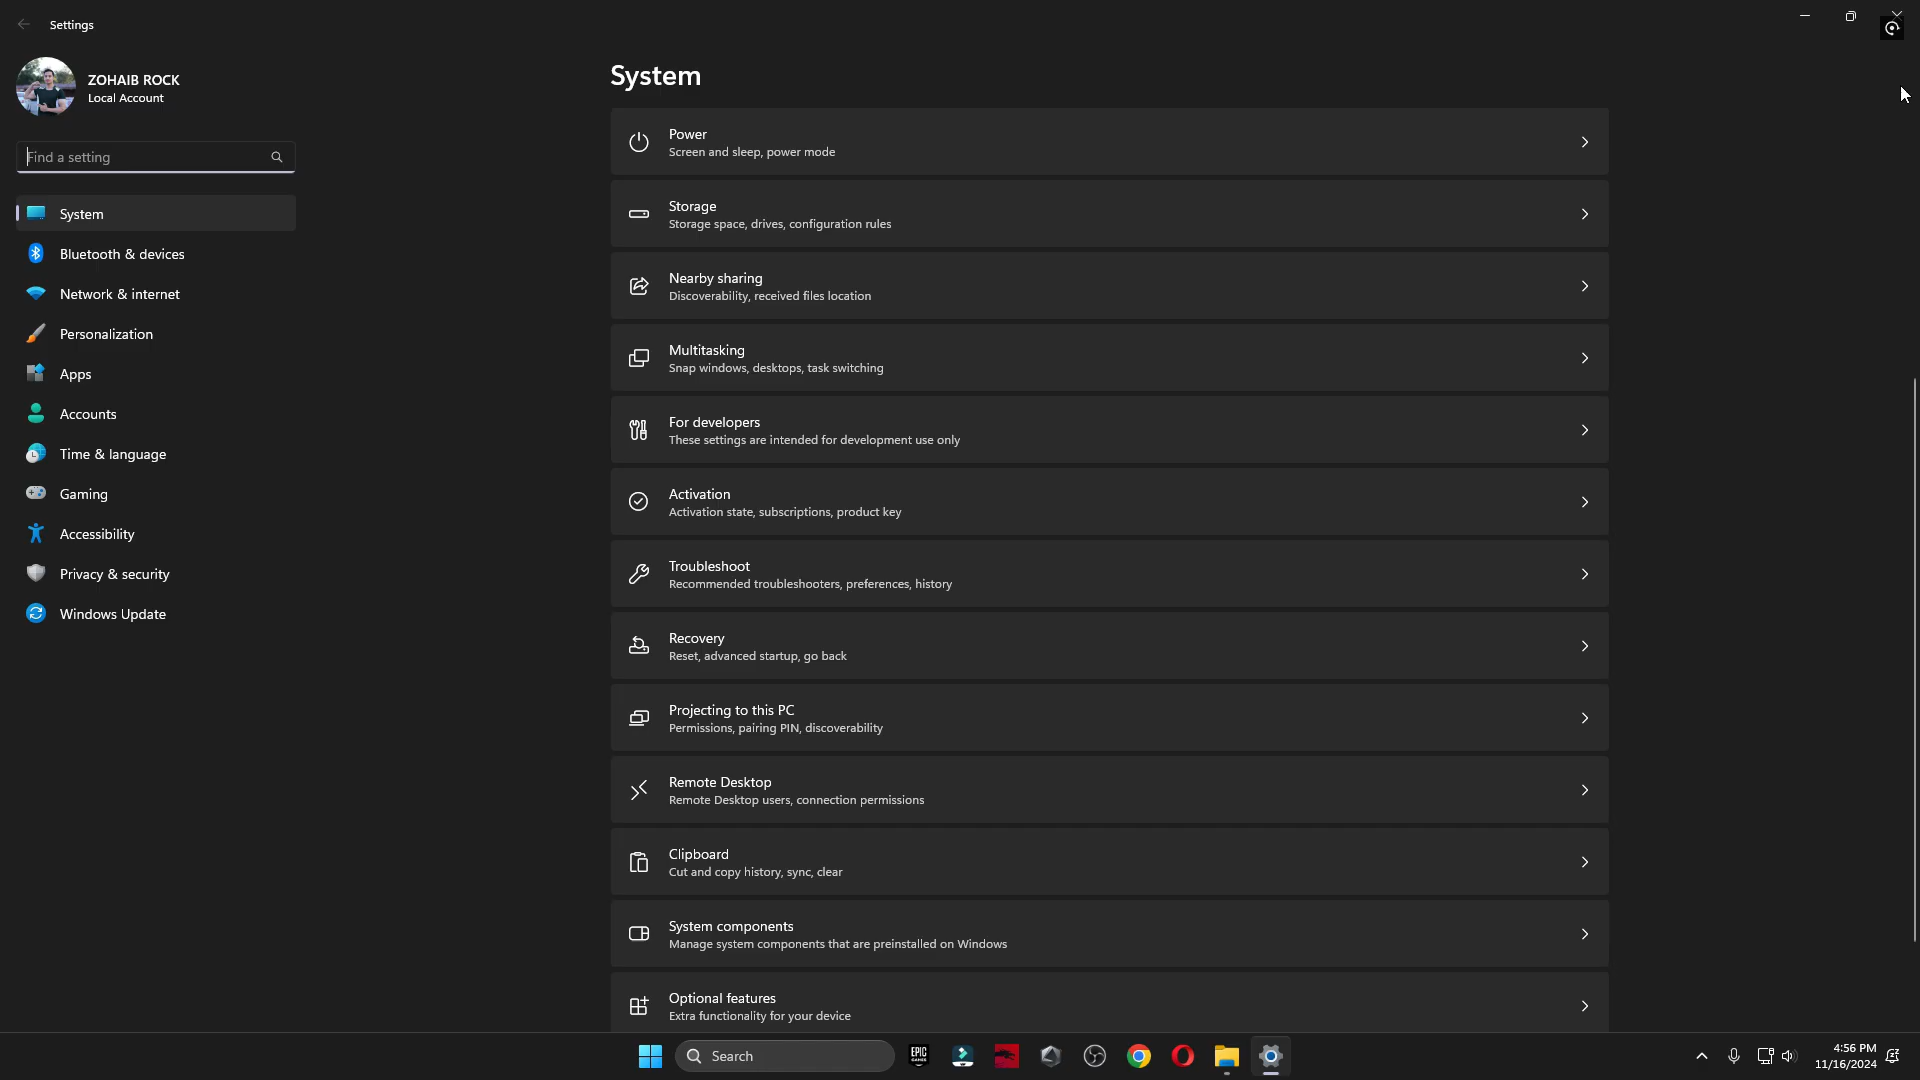 Settings
ZOHAIB ROCK
Local Account
Find a setting
System
Bluetooth & devices
Network & internet
Personalization
Apps
Accounts
Time & language
Gaming
Accessibility
Privacy & security
Windows Update
System
Power
Screen and sleep, power mode
Storage
Storage space, drives, configuration rules
Nearby sharing
Discoverability, received files location
Multitasking
Snap windows, desktops, task switching
For developers
These settings are intended for development use only
Activation
Activation state, subscriptions, product key
Troubleshoot
Recommended troubleshooters, preferences, history
Recovery
Reset, advanced startup, go back
Projecting to this PC
Permissions, pairing PIN, discoverability
Remote Desktop
Remote Desktop users, connection permissions
Clipboard
Cut and copy history, sync, clear
System components
Manage system components that are preinstalled on Windows
Optional features
Extra functionality for your device
Search
EPIC
GAMES
4:56 PM
11/16/2024